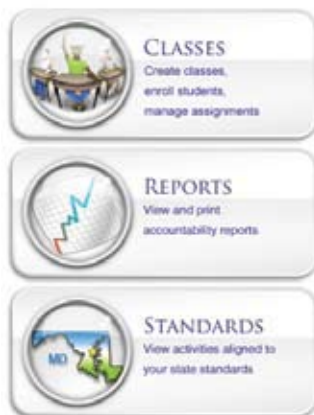 CLASSES
Create classes,
enroll students,
manage assignments
REPORTS
View and print
accountability reports
MD
STANDARDS
View activities aligned to
your state standards